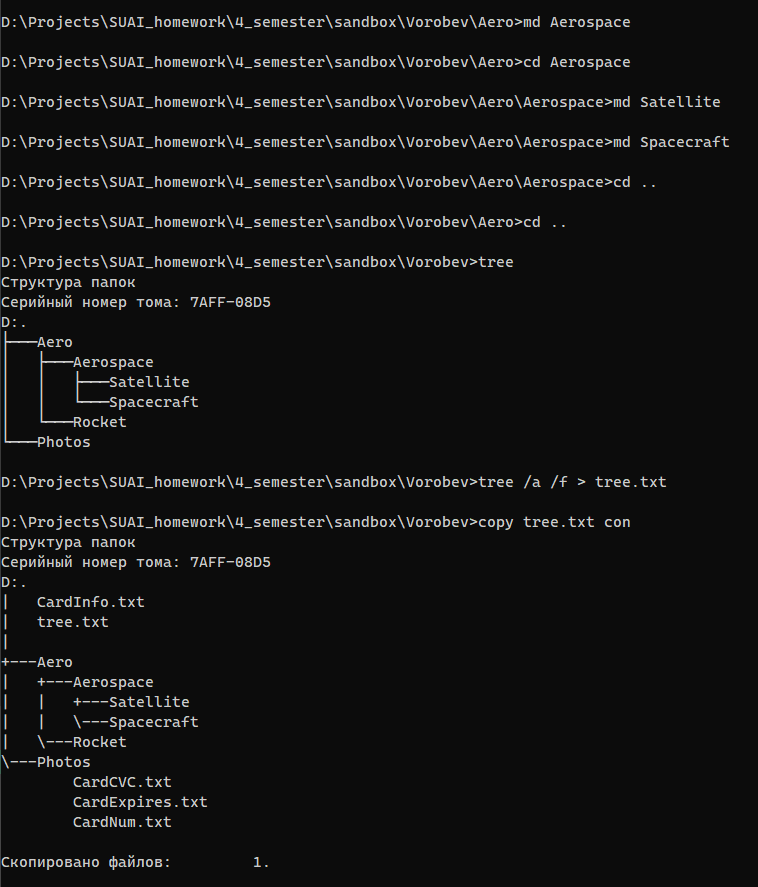 D:\Projects\SUAI_homework\4_semester\sandbox\Vorobev\Aero>md Aerospace
D:\Projects\SUAI_homework\4_semester\sandbox\Vorobev\Aero>cd Aerospace
D:\Projects\SUAI_homework\4_semester\sandbox\Vorobev\Aero\Aerospace>md Satellite
D:\Projects\SUAI_homework\4_semester\sandbox\Vorobev\Aero\Aerospace>md Spacecraft
D:\Projects\SUAI_homework\4_semester\sandbox\Vorobev\Aero\Aerospace>cd ..
D:\Projects\SUAI_homework\4_semester\sandbox\Vorobev\Aero>cd ..
D:\Projects\SUAI_homework\4_semester\sandbox\Vorobev>tree
Структура папок
Серийный номер тома: 7AFF-08D5
D:.
├───Aero
│   ├───Aerospace
│   │   ├───Satellite
│   │   └───Spacecraft
│   └───Rocket
└───Photos
D:\Projects\SUAI_homework\4_semester\sandbox\Vorobev>tree /a /f > tree.txt
D:\Projects\SUAI_homework\4_semester\sandbox\Vorobev>copy tree.txt con
Структура папок
Серийный номер тома: 7AFF-08D5
D:.
|   CardInfo.txt
|   tree.txt
|
+---Aero
|   +---Aerospace
|   |   +---Satellite
|   |   \---Spacecraft
|   \---Rocket
\---Photos
        CardCVC.txt
        CardExpires.txt
        CardNum.txt
Скопировано файлов:         1.